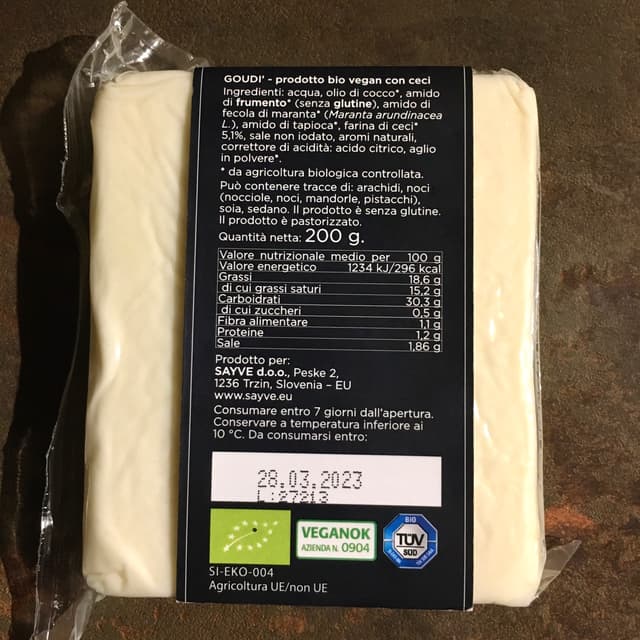 GOUDI' - prodotto bio vegan con ceci
Ingredienti: acqua, olio di cocco*, amido
di frumento* (senza glutine), amido di
fecola di maranta* (Maranta arundinacea
L.), amido di tapioca*, farina di ceci*
5,1%, sale non iodato, aromi naturali,
correttore di acidità: acido citrico, aglio
in polvere*.
* da agricoltura biologica controllata.
Può contenere tracce di: arachidi, noci
(nocciole, noci, mandorle, pistacchi),
soia, sedano. Il prodotto è senza glutine.
Il prodotto è pastorizzato.
Quantità netta: 200 g.
Valore nutrizionale medio per 100 g
Valore energetico 1234 kJ/296 kcal
Grassi 18,6 g
di cui grassi saturi 15,2 g
Carboidrati 30,3 g
di cui zuccheri 0,5 g
Fibra alimentare 1,1 g
Proteine 1,2 g
Sale 1,86 g
Prodotto per:
SAYVE d.o.o., Peske 2,
1236 Trzin, Slovenia – EU
www.sayve.eu
Consumare entro 7 giorni dall'apertura.
Conservare a temperatura inferiore ai
10 °C. Da consumarsi entro:
28.03.2023
L:27213
VEGANOK
AZIENDA N. 0904
BIO
TÜV
SÜD
SI-EKO-004
Agricoltura UE/non UE